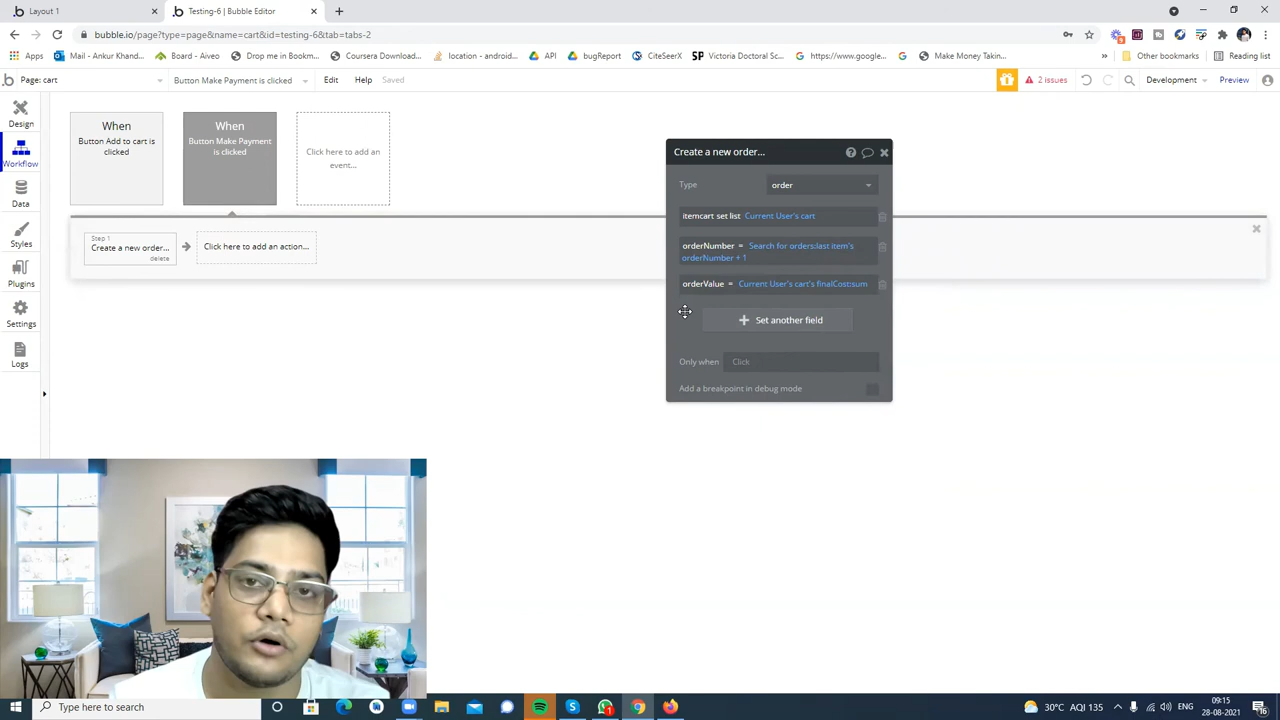 Layout 1
Testing-6
bubble.io/page?type=page&name=cart&id=testing-6&tab=tabs-2
Apps
Mail - Ankur Khand...
Board - Aiveo
Drop me in Bookm...
Coursera Downloa...
location - android...
API
bugReport
CiteSeerX
SP
Victoria Doctoral S...
https://www.google...
Make Money Takin...
Other bookmarks
Reading list
Page: cart
Button Make Payment is clicked
Edit
Help
Saved
2 issues
Development
Preview
Design
Workflow
Data
Styles
Plugins
Settings
Logs
When
Button Add to cart is
clicked
When
Button Make Payment
is clicked
Click here to add an
event...
Step 1
Create a new order...
delete
Click here to add an action...
Create a new order...
Type
order
itemcart set list Current User's cart
orderNumber = Search for orders:last item's
orderNumber + 1
orderValue = Current User's cart's finalCost:sum
Set another field
Only when
Click
Add a breakpoint in debug mode
Type here to search
30°C AQI 135
ENG
09:15
28-08-2021